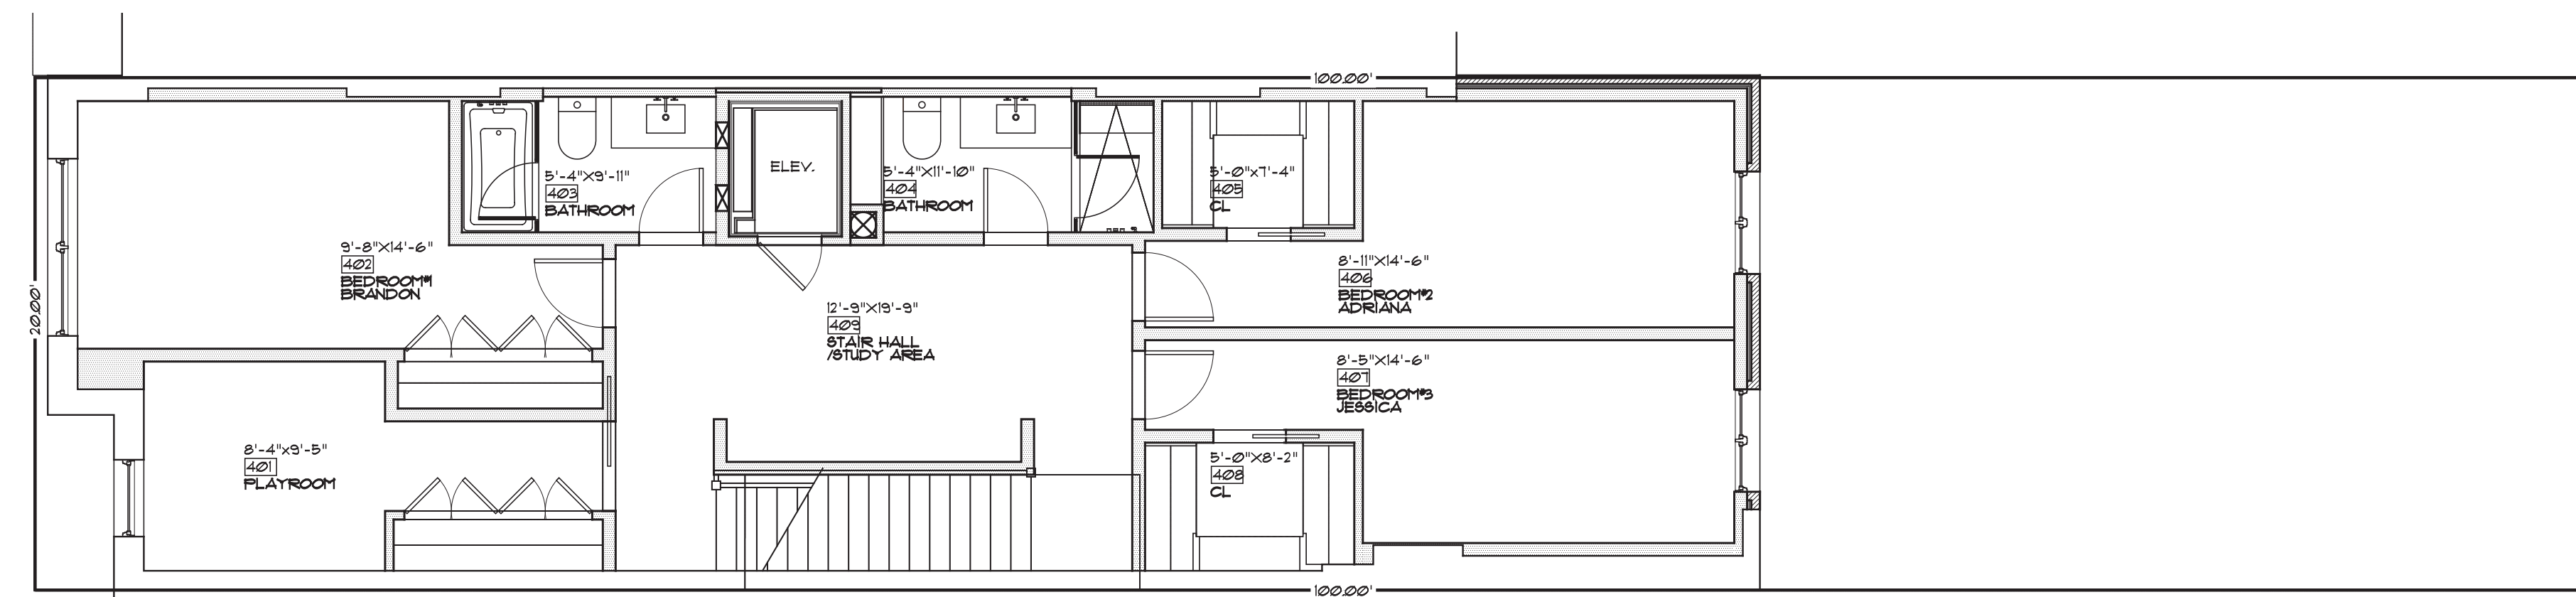 100.00'
20.00'
5'-4"X9'-11"
403
BATHROOM
ELEV.
5'-4"X11'-10"
404
BATHROOM
5'-0"x7'-4"
405
CL
9'-8"X14'-6"
402
BEDROOM#1
BRANDON
8'-11"X14'-6"
406
BEDROOM#2
ADRIANA
12'-9"X19'-9"
409
STAIR HALL
/STUDY AREA
8'-5"X14'-6"
407
BEDROOM#3
JESSICA
8'-4"x9'-5"
401
PLAYROOM
5'-0"X8'-2"
408
CL
100.00'